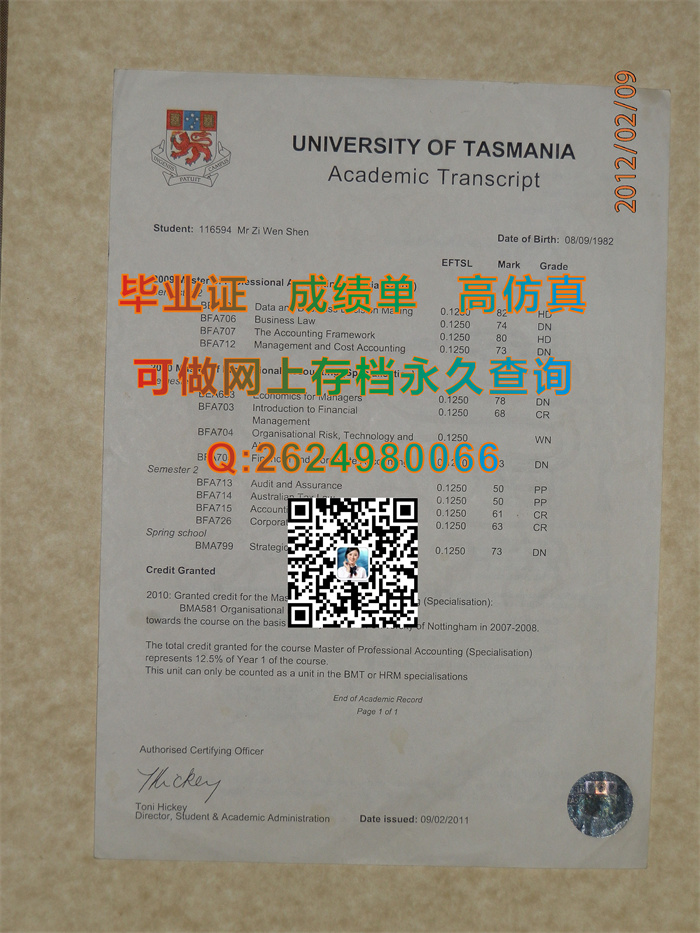 2012/02/09
INGENIIS PATUIT CAMPUS
UNIVERSITY OF TASMANIA
Academic Transcript
Student: 116594 Mr Zi Wen Shen
Date of Birth: 08/09/1982
EFTSL Mark Grade
毕业证 成绩单 高仿真
Data and Making 0.1250 82 HD
BFA706 Business Law 0.1250 74 DN
BFA707 The Accounting Framework 0.1250 80 HD
BFA712 Management and Cost Accounting 0.1250 73 DN
可做网上存档永久查询
Economics for Managers 0.1250 78 DN
BFA703 Introduction to Financial 0.1250 68 CR
Management
BFA704 Organisational Risk, Technology and 0.1250 WN
DN
Q:2624980066
Semester 2
BFA713 Audit and Assurance 0.1250 50 PP
BFA714 Australian Tax Law 0.1250 50 PP
BFA715 0.1250 61 CR
BFA726 0.1250 63 CR
Spring school
BMA799 0.1250 73 DN
Credit Granted
2010: Granted credit for the (Specialisation):
BMA581 Organisational
towards the course on the basis of Nottingham in 2007-2008.
The total credit granted for the course Master of Professional Accounting (Specialisation)
represents 12.5% of Year 1 of the course.
This unit can only be counted as a unit in the BMT or HRM specialisations
End of Academic Record
Page 1 of 1
Authorised Certifying Officer
THickey
Toni Hickey
Director, Student & Academic Administration
Date issued: 09/02/2011